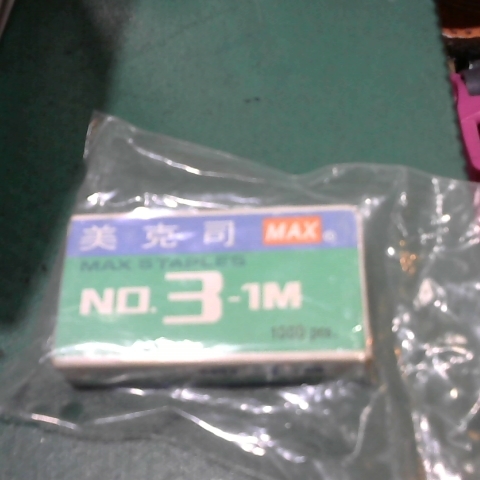 美克司 MAX®
MAX STAPLES
NO. 3-1M
1000 pcs.